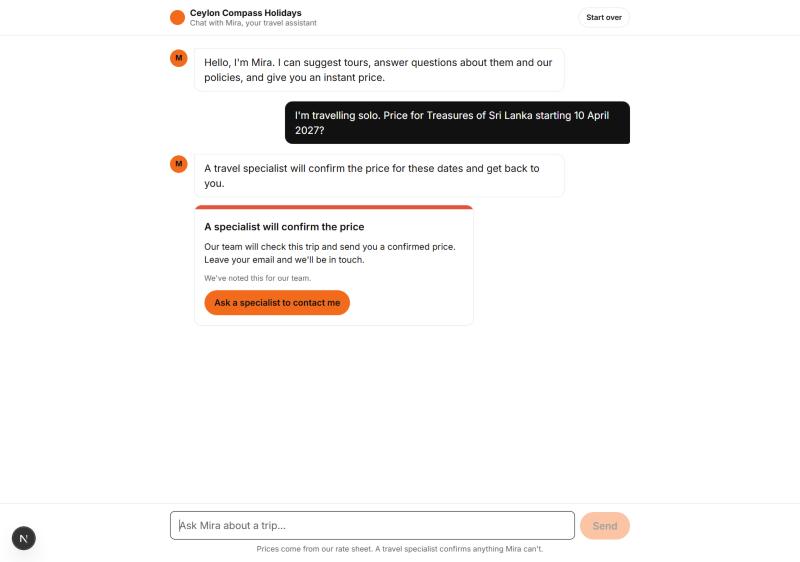 Ceylon Compass Holidays
Chat with Mira, your travel assistant
Start over
M
Hello, I'm Mira. I can suggest tours, answer questions about them and our
policies, and give you an instant price.
I'm travelling solo. Price for Treasures of Sri Lanka starting 10 April
2027?
M
A travel specialist will confirm the price for these dates and get back to
you.
A specialist will confirm the price
Our team will check this trip and send you a confirmed price.
Leave your email and we'll be in touch.
We've noted this for our team.
Ask a specialist to contact me
Ask Mira about a trip...
Send
N
Prices come from our rate sheet. A travel specialist confirms anything Mira can't.